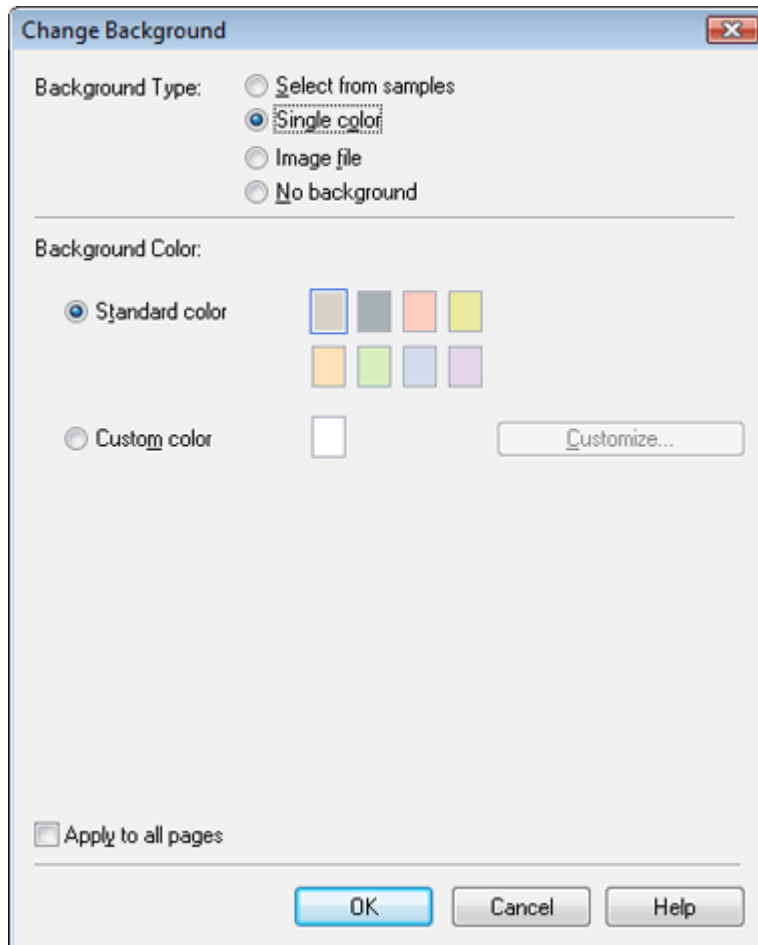 Change Background
Background Type:
Select from samples
Single color
Image file
No background
Background Color:
Standard color
Custom color
Customize...
Apply to all pages
OK
Cancel
Help